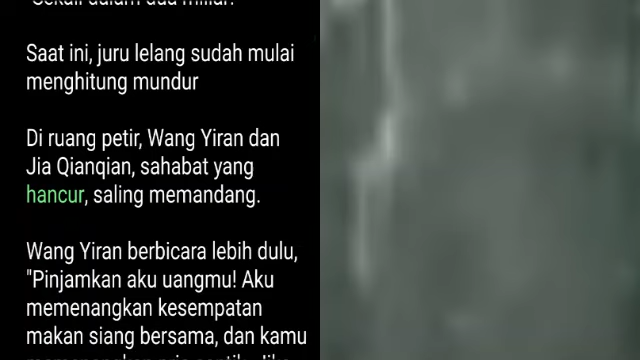 Saat ini, juru lelang sudah mulai
menghitung mundur
Di ruang petir, Wang Yiran dan
Jia Qianqian, sahabat yang
hancur, saling memandang.
Wang Yiran berbicara lebih dulu,
"Pinjamkan aku uangmu! Aku
memenangkan kesempatan
makan siang bersama, dan kamu